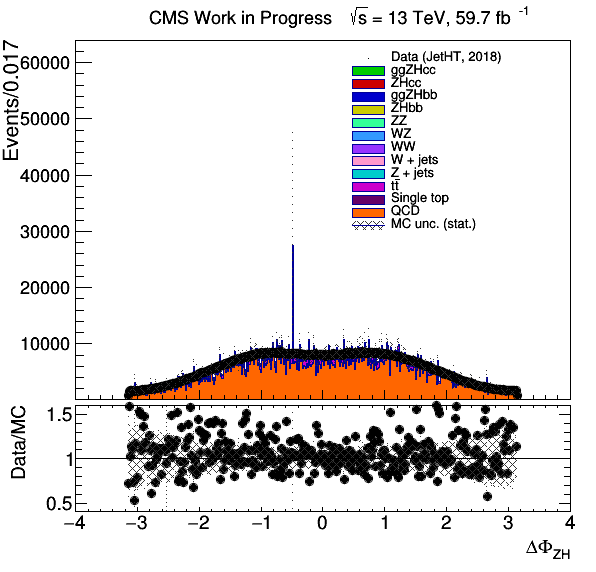 CMS Work in Progress √s = 13 TeV, 59.7 fb⁻¹
Events/0.017
60000
50000
40000
30000
20000
10000
Data (JetHT, 2018)
ggZHcc
ZHcc
ggZHbb
ZHbb
ZZ
WZ
WW
W + jets
Z + jets
tt̄
Single top
QCD
MC unc. (stat.)
Data/MC
1.5
1
0.5
−4 −3 −2 −1 0 1 2 3 4
ΔΦ_ZH